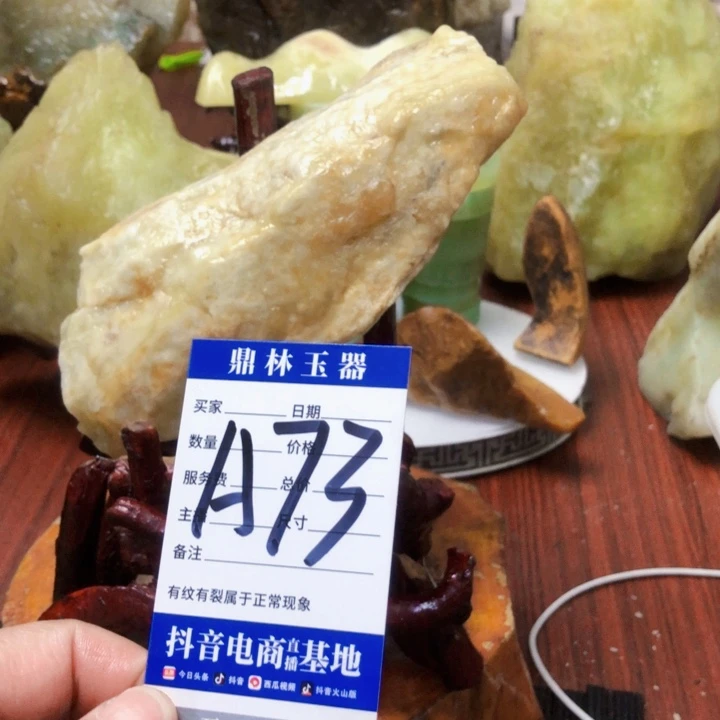 鼎林玉器
买家 日期
数量 价格
服务费 总价
A73
主播 尺寸
备注
有纹有裂属于正常现象
抖音电商直播基地
今日头条 抖音 西瓜视频 抖音火山版